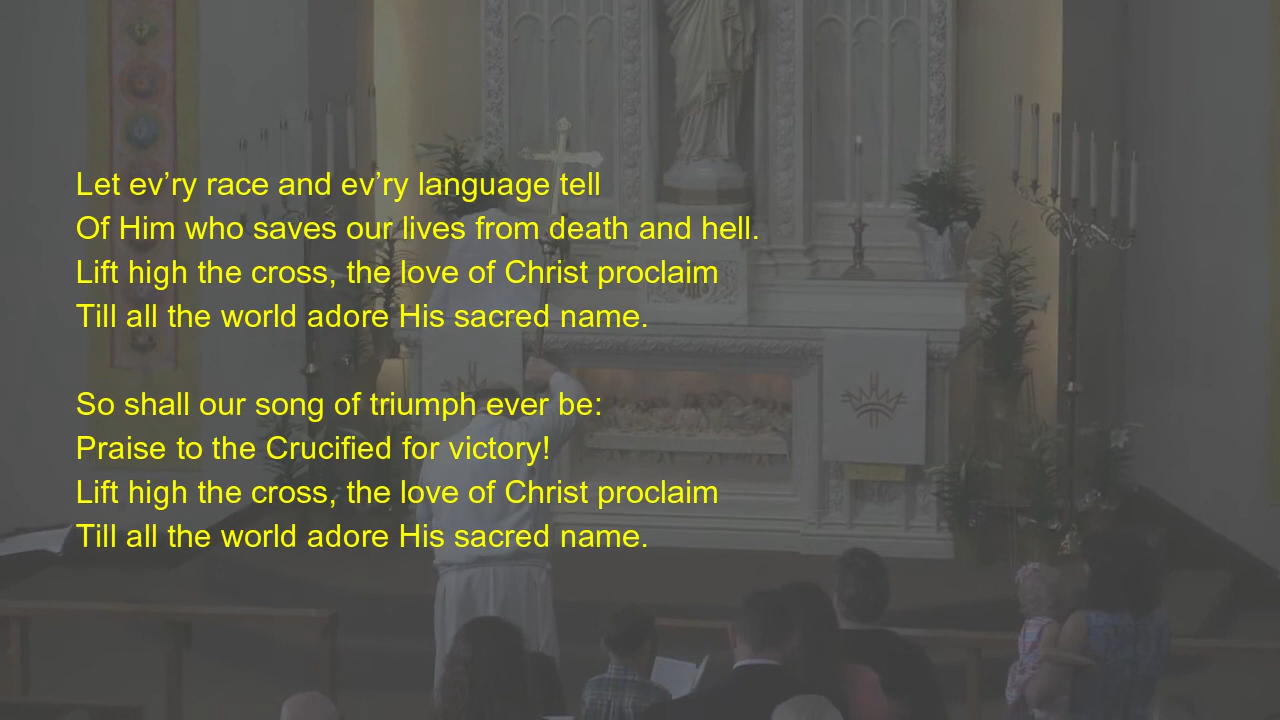 Let ev’ry race and ev’ry language tell
Of Him who saves our lives from death and hell.
Lift high the cross, the love of Christ proclaim
Till all the world adore His sacred name.
So shall our song of triumph ever be:
Praise to the Crucified for victory!
Lift high the cross, the love of Christ proclaim
Till all the world adore His sacred name.